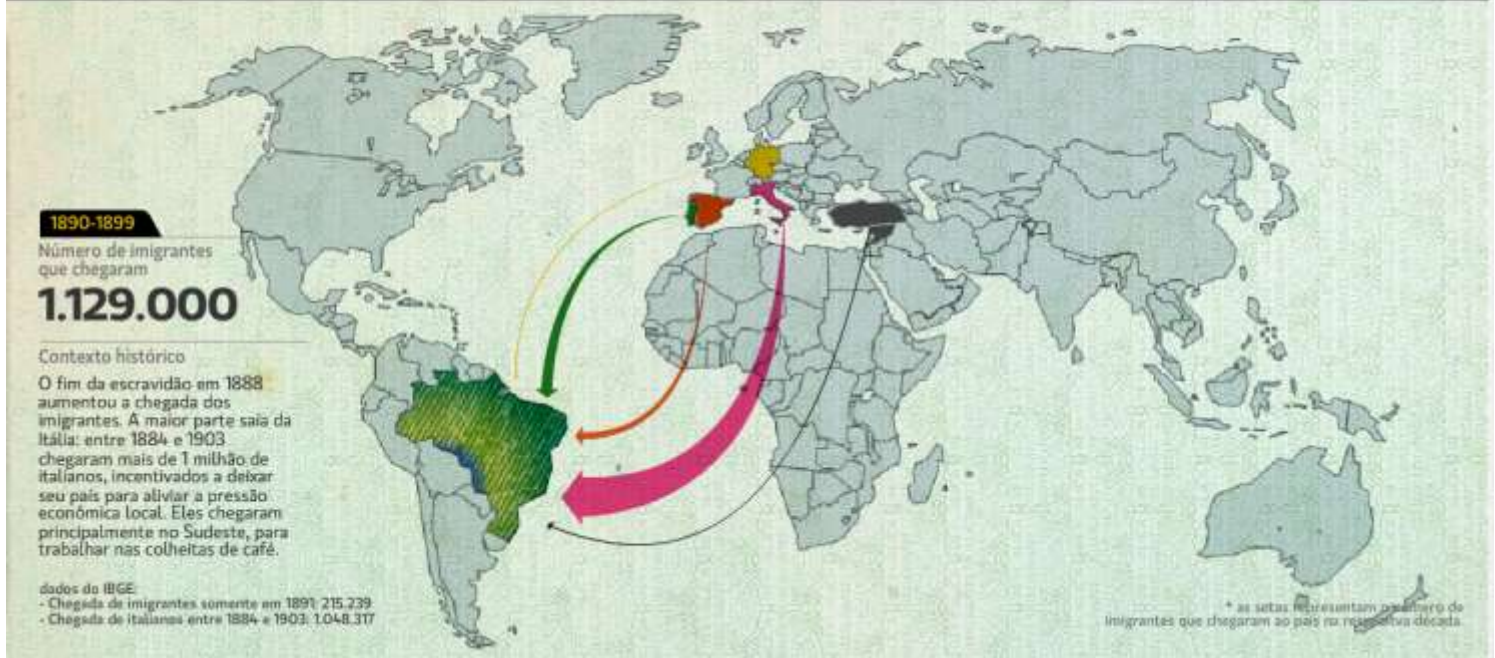 1890-1899
Número de imigrantes
que chegaram
1.129.000
Contexto histórico
O fim da escravidão em 1888
aumentou a chegada dos
imigrantes. A maior parte saía da
Itália: entre 1884 e 1903
chegaram mais de 1 milhão de
italianos, incentivados a deixar
seu país para aliviar a pressão
econômica local. Eles chegaram
principalmente no Sudeste, para
trabalhar nas colheitas de café.
dados do IBGE:
- Chegada de imigrantes somente em 1891: 215.239
- Chegada de italianos entre 1884 e 1903: 1.048.317
* as setas representam o número de
imigrantes que chegaram ao país na respectiva década.